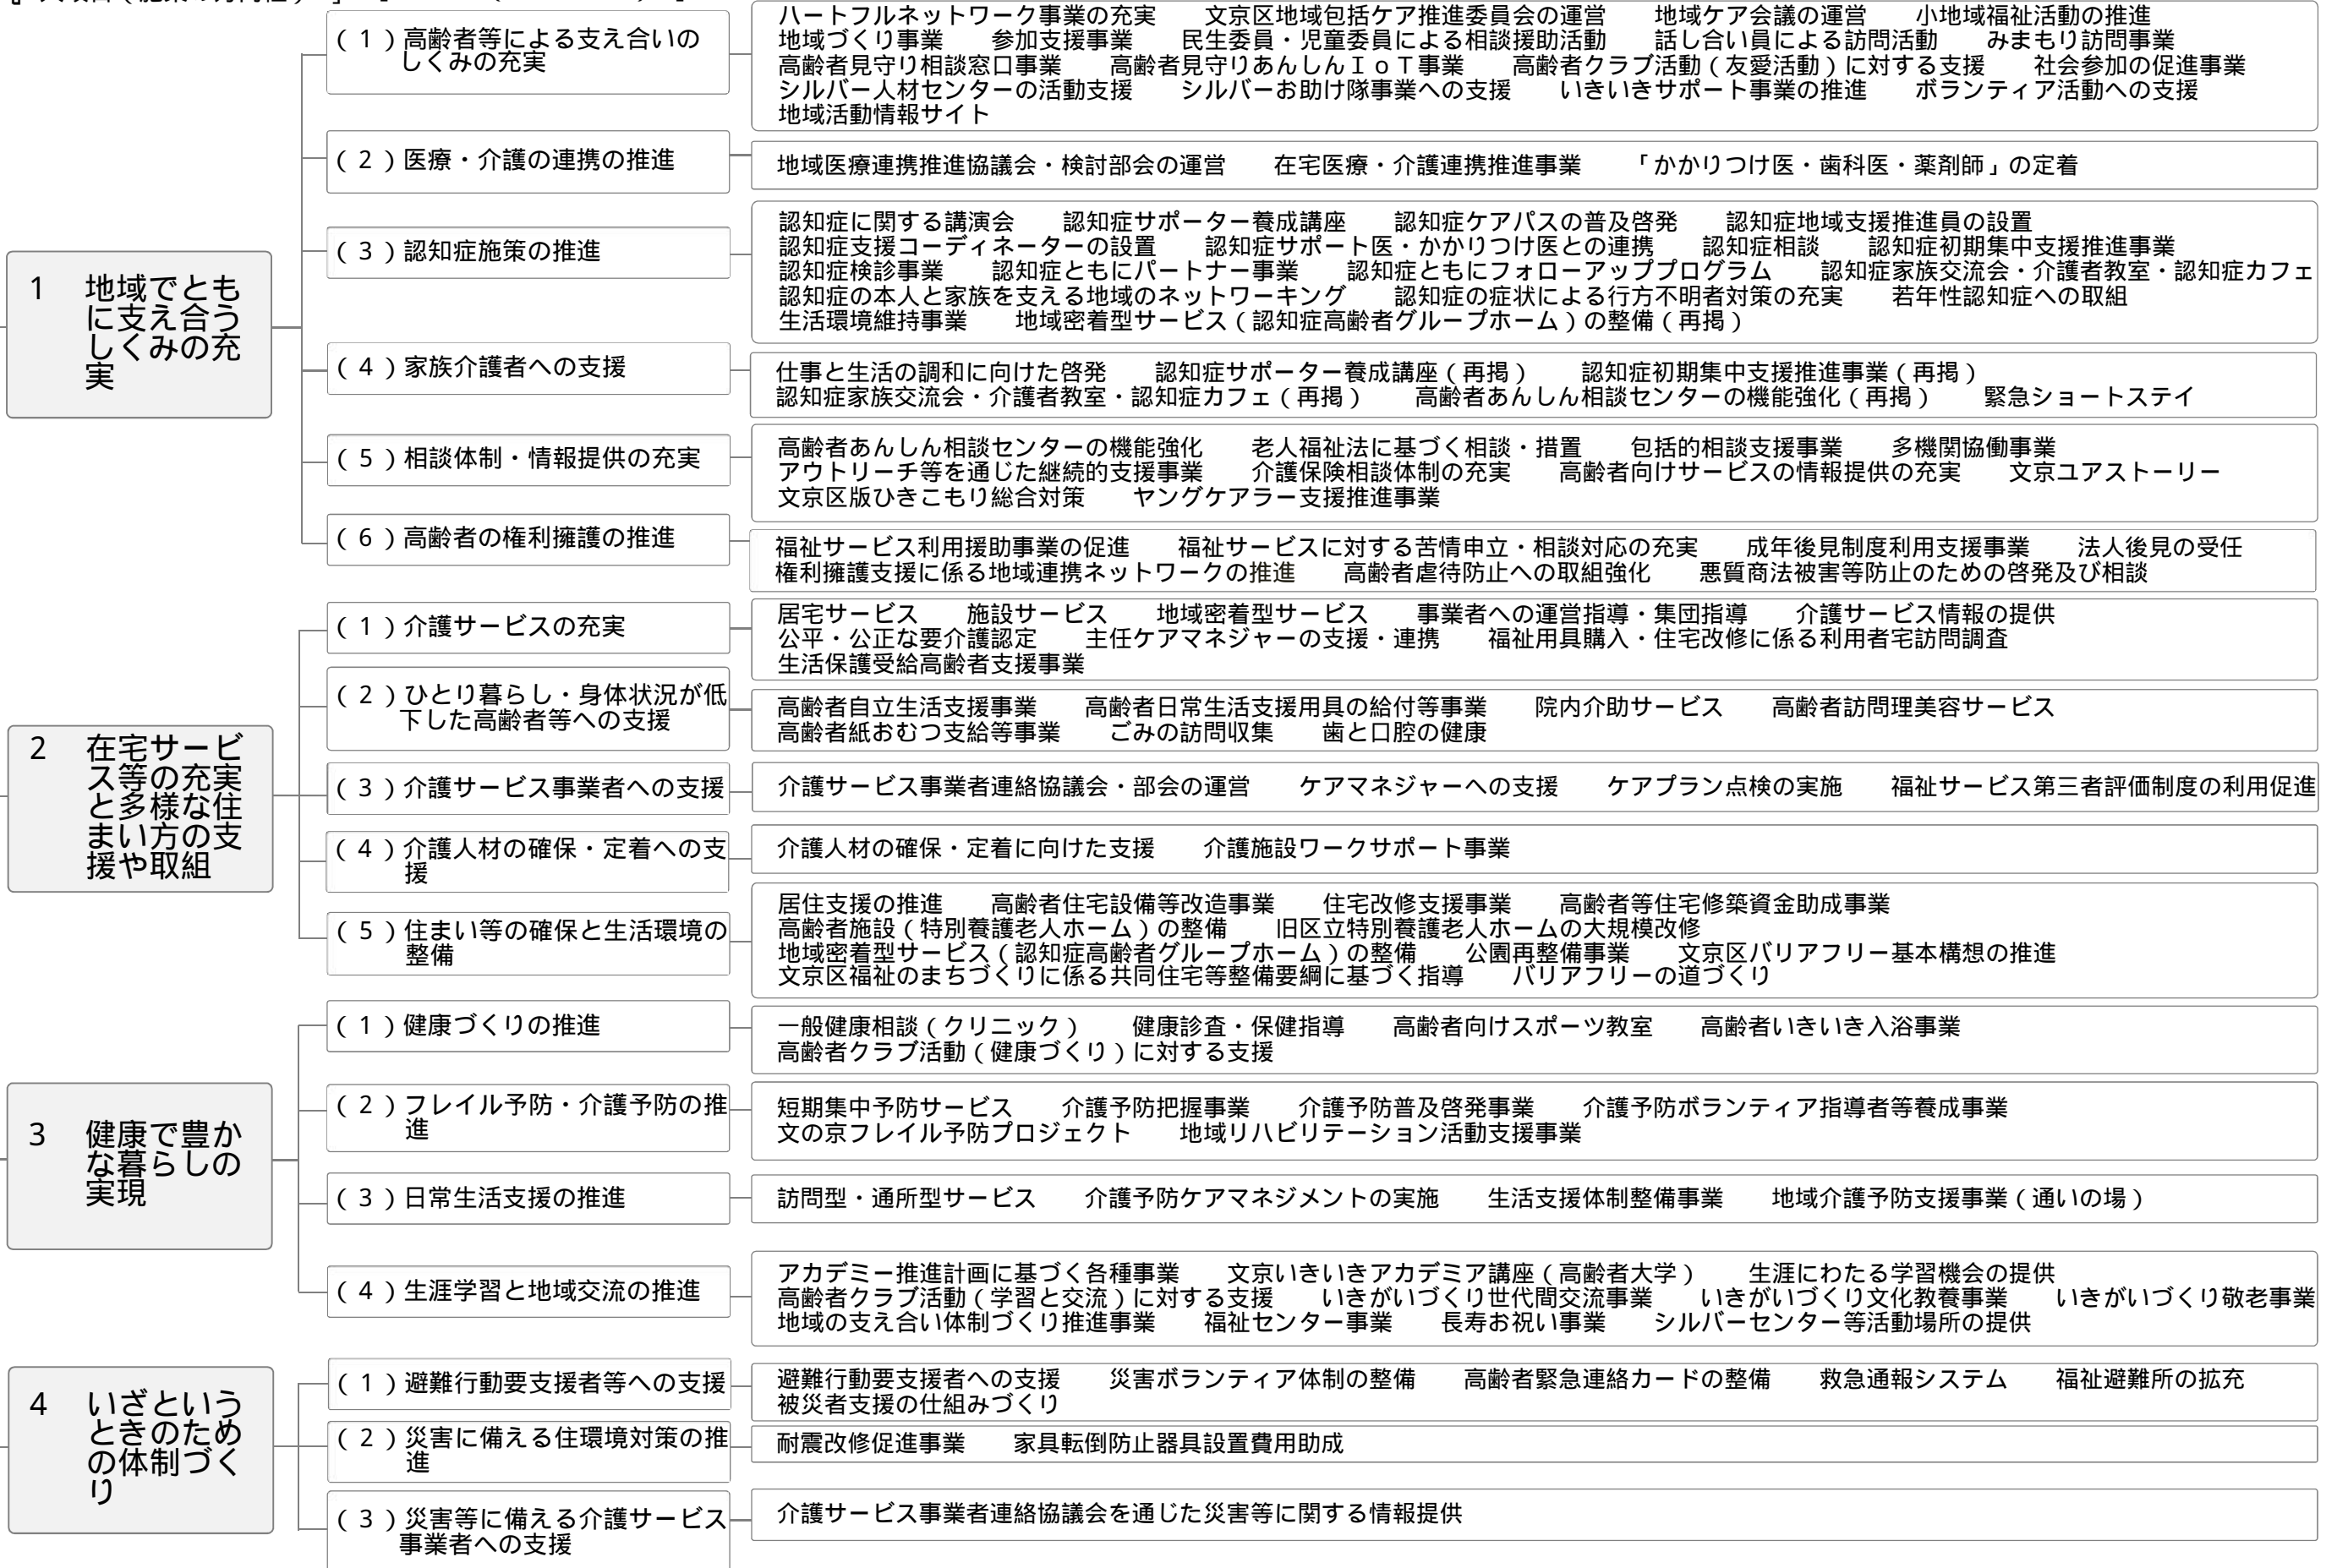 1 地域でとも
に支え合う
しくみの充
実
(1)高齢者等による支え合いの
しくみの充実
ハートフルネットワーク事業の充実 文京区地域包括ケア推進委員会の運営 地域ケア会議の運営 小地域福祉活動の推進
地域づくり事業 参加支援事業 民生委員・児童委員による相談援助活動 話し合い員による訪問活動 みまもり訪問事業
高齢者見守り相談窓口事業 高齢者見守りあんしんIoT事業 高齢者クラブ活動(友愛活動)に対する支援 社会参加の促進事業
シルバー人材センターの活動支援 シルバーお助け隊事業への支援 いきいきサポート事業の推進 ボランティア活動への支援
地域活動情報サイト
(2)医療・介護の連携の推進
地域医療連携推進協議会・検討部会の運営 在宅医療・介護連携推進事業 「かかりつけ医・歯科医・薬剤師」の定着
(3)認知症施策の推進
認知症に関する講演会 認知症サポーター養成講座 認知症ケアパスの普及啓発 認知症地域支援推進員の設置
認知症支援コーディネーターの設置 認知症サポート医・かかりつけ医との連携 認知症相談 認知症初期集中支援推進事業
認知症検診事業 認知症ともにパートナー事業 認知症ともにフォローアッププログラム 認知症家族交流会・介護者教室・認知症カフェ
認知症の本人と家族を支える地域のネットワーキング 認知症の症状による行方不明者対策の充実 若年性認知症への取組
生活環境維持事業 地域密着型サービス(認知症高齢者グループホーム)の整備(再掲)
(4)家族介護者への支援
仕事と生活の調和に向けた啓発 認知症サポーター養成講座(再掲) 認知症初期集中支援推進事業(再掲)
認知症家族交流会・介護者教室・認知症カフェ(再掲) 高齢者あんしん相談センターの機能強化(再掲) 緊急ショートステイ
(5)相談体制・情報提供の充実
高齢者あんしん相談センターの機能強化 老人福祉法に基づく相談・措置 包括的相談支援事業 多機関協働事業
アウトリーチ等を通じた継続的支援事業 介護保険相談体制の充実 高齢者向けサービスの情報提供の充実 文京ユアストーリー
文京区版ひきこもり総合対策 ヤングケアラー支援推進事業
(6)高齢者の権利擁護の推進
福祉サービス利用援助事業の促進 福祉サービスに対する苦情申立・相談対応の充実 成年後見制度利用支援事業 法人後見の受任
権利擁護支援に係る地域連携ネットワークの推進 高齢者虐待防止への取組強化 悪質商法被害等防止のための啓発及び相談
2 在宅サービ
ス等の充実
と多様な住
まい方の支
援や取組
(1)介護サービスの充実
居宅サービス 施設サービス 地域密着型サービス 事業者への運営指導・集団指導 介護サービス情報の提供
公平・公正な要介護認定 主任ケアマネジャーの支援・連携 福祉用具購入・住宅改修に係る利用者宅訪問調査
生活保護受給高齢者支援事業
(2)ひとり暮らし・身体状況が低
下した高齢者等への支援
高齢者自立生活支援事業 高齢者日常生活支援用具の給付等事業 院内介助サービス 高齢者訪問理美容サービス
高齢者紙おむつ支給等事業 ごみの訪問収集 歯と口腔の健康
(3)介護サービス事業者への支援
介護サービス事業者連絡協議会・部会の運営 ケアマネジャーへの支援 ケアプラン点検の実施 福祉サービス第三者評価制度の利用促進
(4)介護人材の確保・定着への支
援
介護人材の確保・定着に向けた支援 介護施設ワークサポート事業
(5)住まい等の確保と生活環境の
整備
居住支援の推進 高齢者住宅設備等改造事業 住宅改修支援事業 高齢者等住宅修築資金助成事業
高齢者施設(特別養護老人ホーム)の整備 旧区立特別養護老人ホームの大規模改修
地域密着型サービス(認知症高齢者グループホーム)の整備 公園再整備事業 文京区バリアフリー基本構想の推進
文京区福祉のまちづくりに係る共同住宅等整備要綱に基づく指導 バリアフリーの道づくり
3 健康で豊か
な暮らしの
実現
(1)健康づくりの推進
一般健康相談(クリニック) 健康診査・保健指導 高齢者向けスポーツ教室 高齢者いきいき入浴事業
高齢者クラブ活動(健康づくり)に対する支援
(2)フレイル予防・介護予防の推
進
短期集中予防サービス 介護予防把握事業 介護予防普及啓発事業 介護予防ボランティア指導者等養成事業
文の京フレイル予防プロジェクト 地域リハビリテーション活動支援事業
(3)日常生活支援の推進
訪問型・通所型サービス 介護予防ケアマネジメントの実施 生活支援体制整備事業 地域介護予防支援事業(通いの場)
(4)生涯学習と地域交流の推進
アカデミー推進計画に基づく各種事業 文京いきいきアカデミア講座(高齢者大学) 生涯にわたる学習機会の提供
高齢者クラブ活動(学習と交流)に対する支援 いきがいづくり世代間交流事業 いきがいづくり文化教養事業 いきがいづくり敬老事業
地域の支え合い体制づくり推進事業 福祉センター事業 長寿お祝い事業 シルバーセンター等活動場所の提供
4 いざという
ときのため
の体制づく
り
(1)避難行動要支援者等への支援
避難行動要支援者への支援 災害ボランティア体制の整備 高齢者緊急連絡カードの整備 救急通報システム 福祉避難所の拡充
被災者支援の仕組みづくり
(2)災害に備える住環境対策の推
進
耐震改修促進事業 家具転倒防止器具設置費用助成
(3)災害等に備える介護サービス
事業者への支援
介護サービス事業者連絡協議会を通じた災害等に関する情報提供